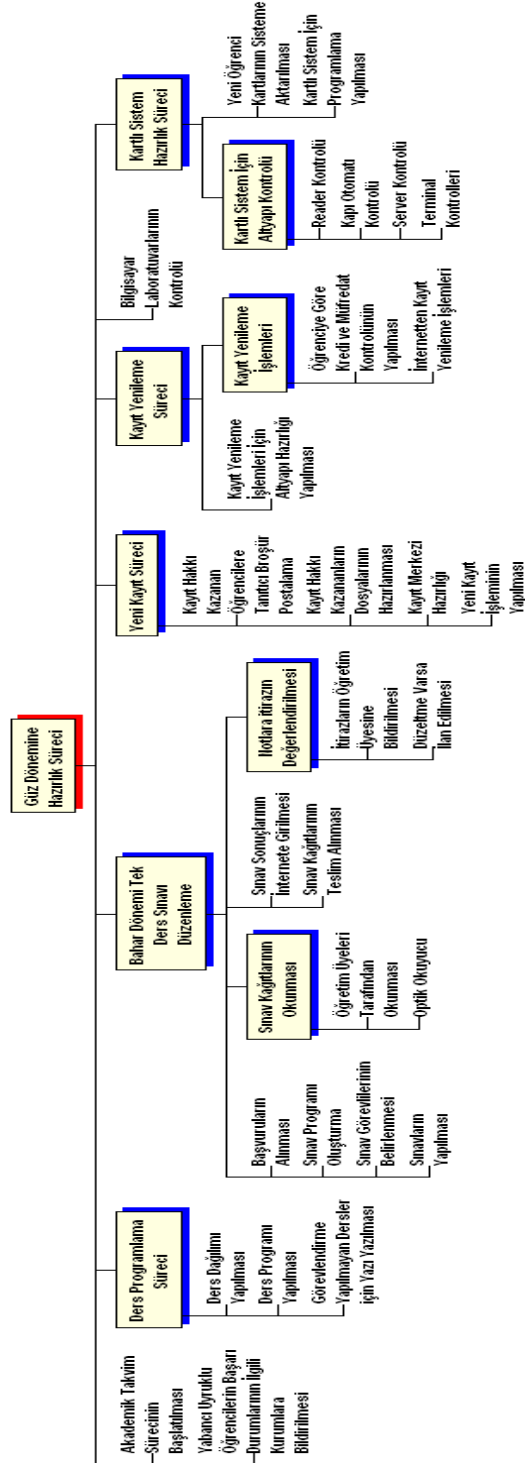 Güz Dönemine
Hazırlık Süreci
Akademik Takvim
Sürecinin
Başlatılması
Yabancı Uyruklu
Öğrencilerin Başarı
Durumlarının İlgili
Kurumlara
Bildirilmesi
Ders Programlama
Süreci
Ders Dağılımı
Yapılması
Ders Programı
Yapılması
Görevlendirme
Yapılmayan Dersler
için Yazı Yazılması
Bahar Dönemi Tek
Ders Sınavı
Düzenleme
Başvuruların
Alınması
Sınav Programı
Oluşturma
Sınav Görevlilerinin
Belirlenmesi
Sınavların
Yapılması
Sınav Kağıtlarının
Okunması
Öğretim Üyeleri
Tarafından
Okunması
Optik Okuyucu
Sınav Sonuçlarının
İnternete Girilmesi
Sınav Kağıtlarının
Teslim Alınması
Notlara itirazın
Değerlendirilmesi
İtirazların Öğretim
Üyesine
Bildirilmesi
Düzeltme Varsa
İlan Edilmesi
Yeni Kayıt Süreci
Kayıt Hakkı
Kazanan
Öğrencilere
Tanıtıcı Broşür
Postalama
Kayıt Hakkı
Kazananların
Dosyalarının
Hazırlanması
Kayıt Merkezi
Hazırlığı
Yeni Kayıt
İşleminin
Yapılması
Kayıt Yenileme
Süreci
Kayıt Yenileme
İşlemleri İçin
Altyapı Hazırlığı
Yapılması
Kayıt Yenileme
İşlemleri
Öğrenciye Göre
Kredi ve Müfredat
Kontrolünün
Yapılması
İnternetten Kayıt
Yenileme İşlemleri
Bilgisayar
Laboratuvarlarının
Kontrolü
Kartlı Sistem
Hazırlık Süreci
Kartlı Sistem İçin
Altyapı Kontrolü
Reader Kontrolü
Kapı Otomatı
Kontrolü
Server Kontrolü
Terminal
Kontrolleri
Yeni Öğrenci
Kartlarının Sisteme
Aktarılması
Kartlı Sistem İçin
Programlama
Yapılması